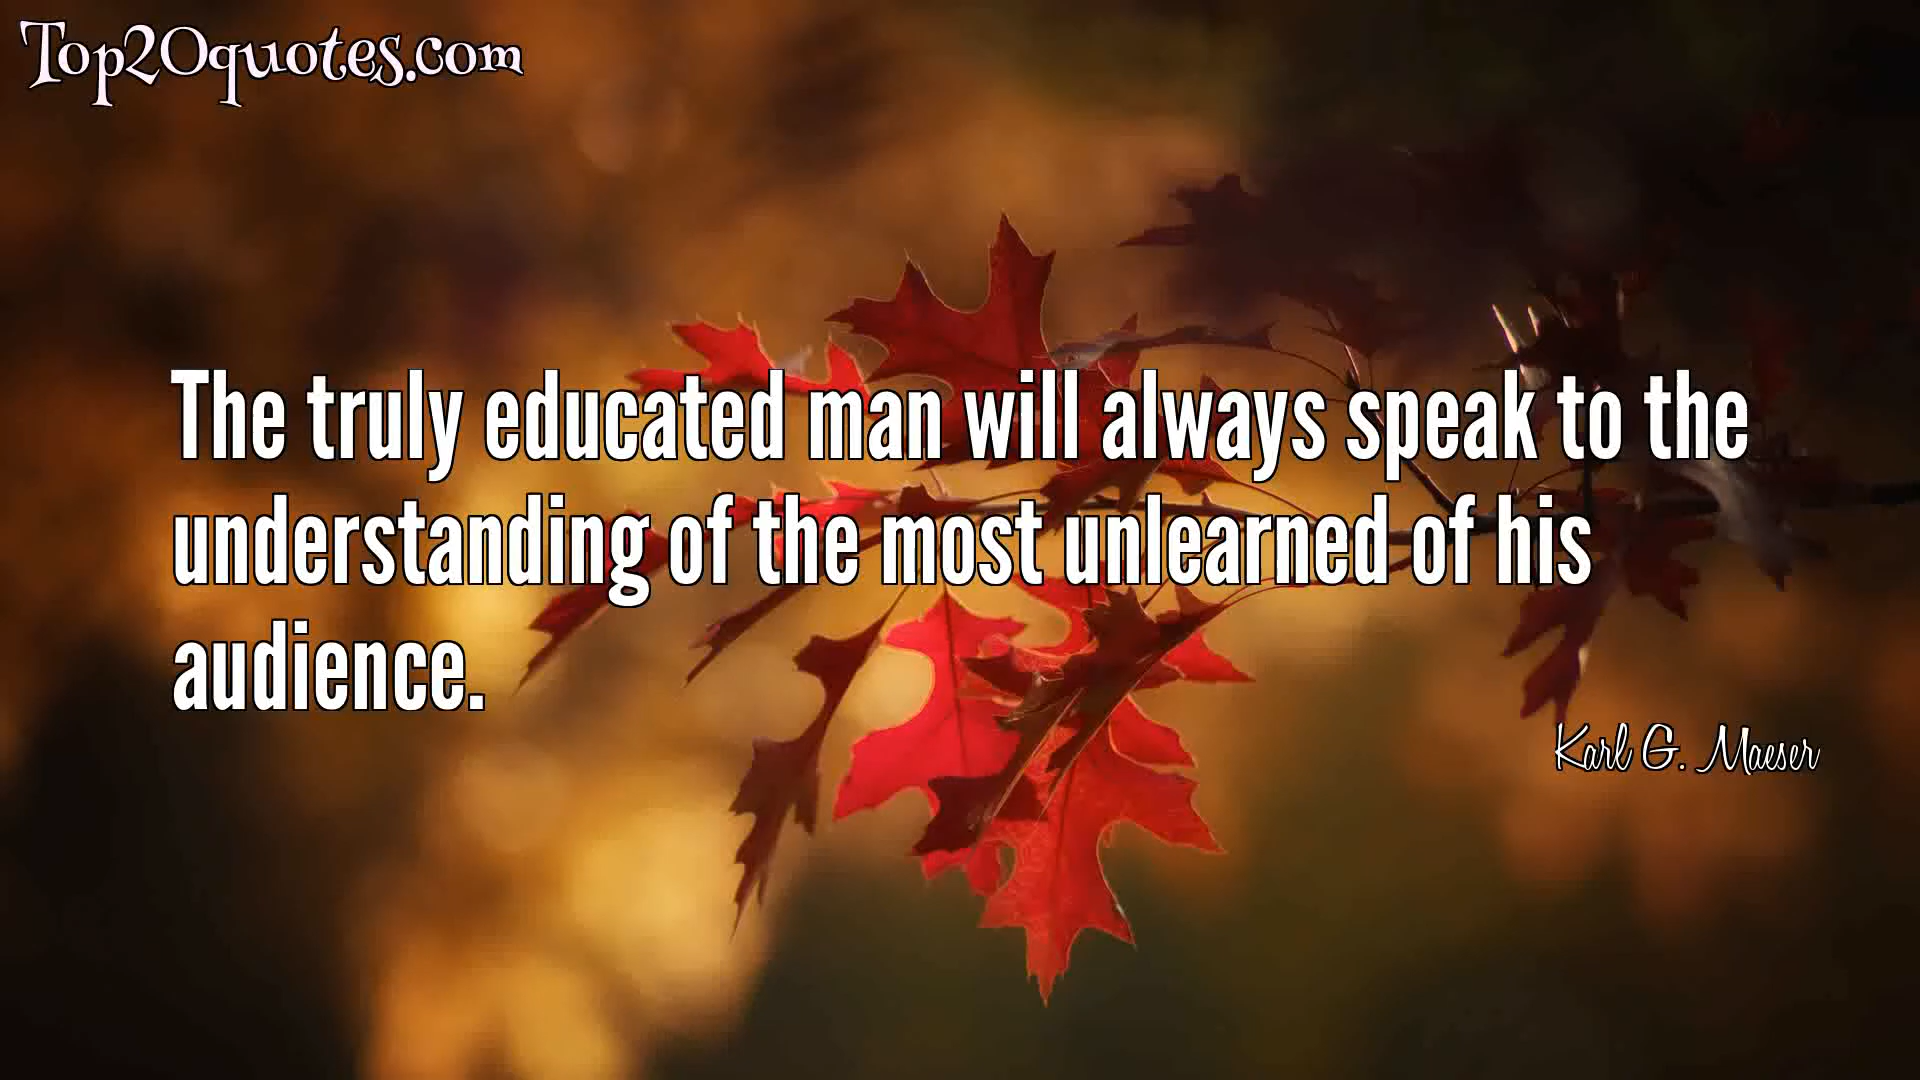 Top20quotes.com
The truly educated man will always speak to the
understanding of the most unlearned of his
audience.
Karl G. Maeser